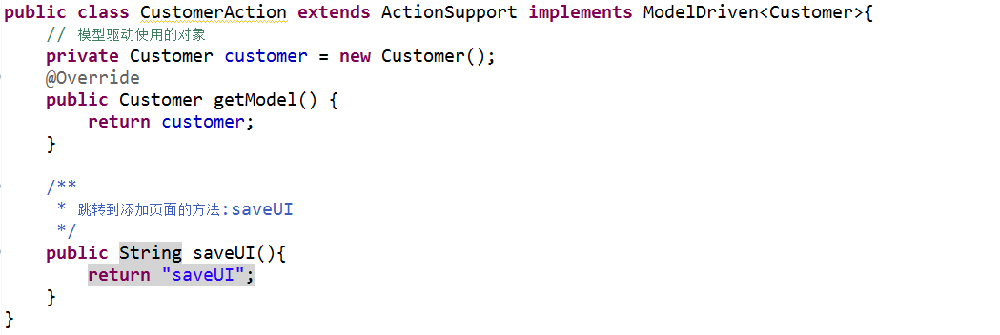 public class CustomerAction extends ActionSupport implements ModelDriven<Customer>{
    // 模型驱动使用的对象
    private Customer customer = new Customer();
    @Override
    public Customer getModel() {
        return customer;
    }

    /**
     * 跳转到添加页面的方法:saveUI
     */
    public String saveUI(){
        return "saveUI";
    }
}